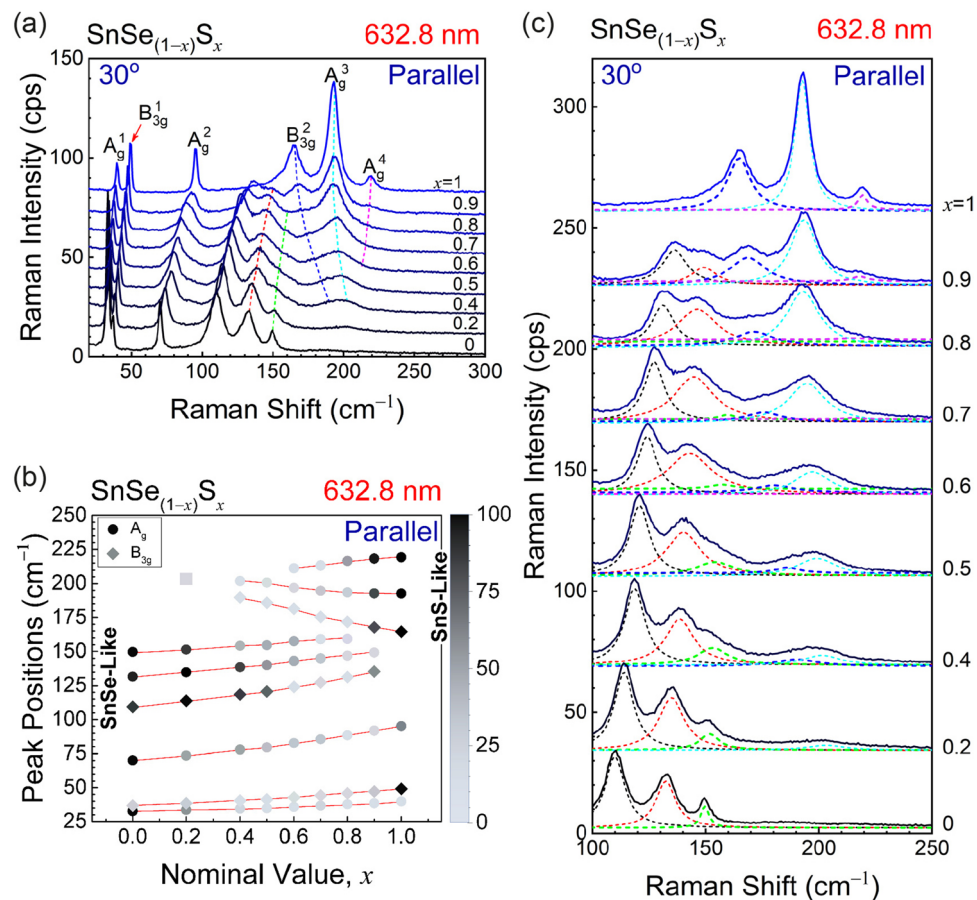 (a)
SnSe(1−x)Sx 632.8 nm
30° Parallel
Ag1
B3g1
Ag2
B3g2
Ag3
Ag4
x=1
0.9
0.8
0.7
0.6
0.5
0.4
0.2
0
150
100
50
0
Raman Intensity (cps)
50 100 150 200 250 300
Raman Shift (cm−1)
(b)
SnSe(1−x)Sx 632.8 nm
Parallel
Ag
B3g
SnSe-Like
SnS-Like
250
225
200
175
150
125
100
75
50
25
Peak Positions (cm−1)
0.0 0.2 0.4 0.6 0.8 1.0
Nominal Value, x
100
75
50
25
0
(c)
SnSe(1−x)Sx 632.8 nm
30° Parallel
x=1
0.9
0.8
0.7
0.6
0.5
0.4
0.2
0
300
250
200
150
100
50
0
Raman Intensity (cps)
100 150 200 250
Raman Shift (cm−1)